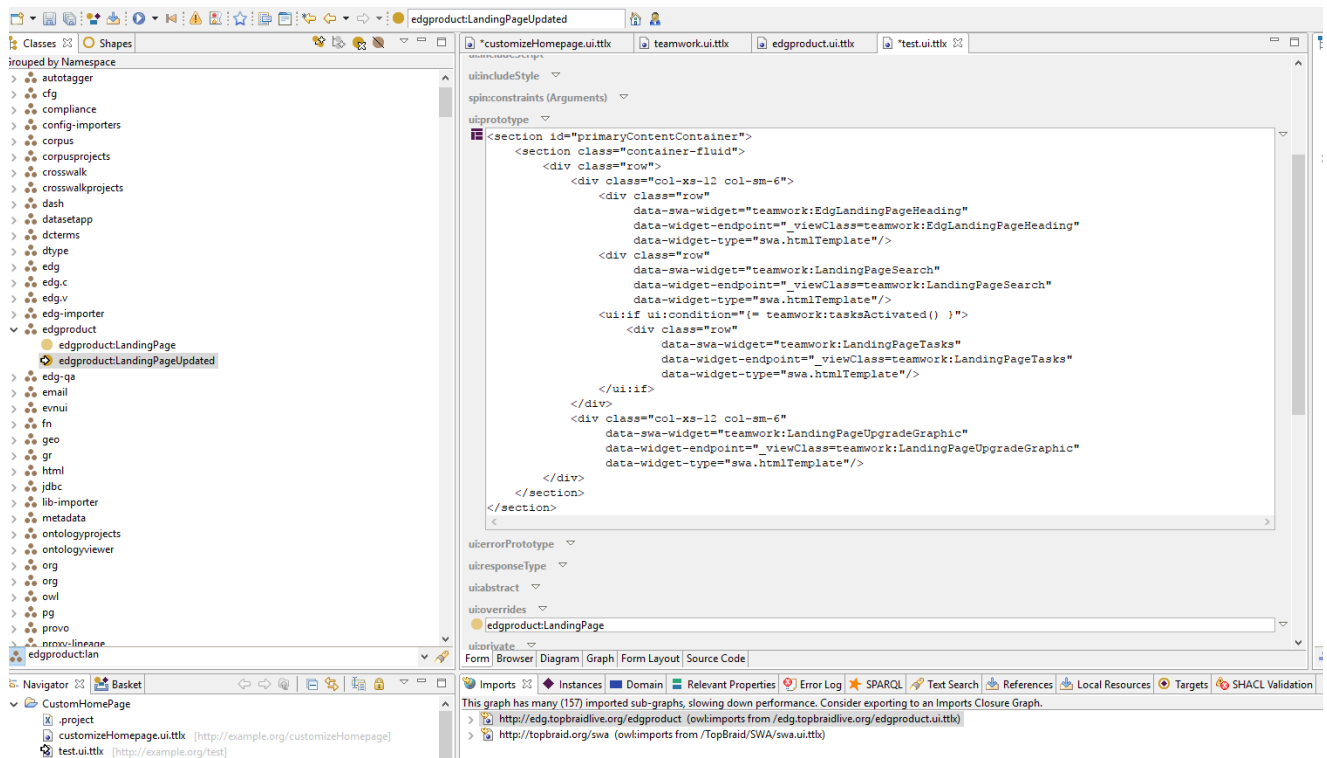 edgproduct:LandingPageUpdated
Classes
Shapes
*customizeHomepage.ui.ttlx
teamwork.ui.ttlx
edgproduct.ui.ttlx
*test.ui.ttlx
Grouped by Namespace
autotagger
cfg
compliance
config-importers
corpus
corpusprojects
crosswalk
crosswalkprojects
dash
datasetapp
dcterms
dtype
edg
edg.c
edg.v
edg-importer
edgproduct
edgproduct:LandingPage
edgproduct:LandingPageUpdated
edg-qa
email
evnui
fn
geo
gr
html
jdbc
lib-importer
metadata
ontologyprojects
ontologyviewer
org
org
owl
pg
provo
proxy-lineage
edgproduct:lan
ui:includeScript
ui:includeStyle
spin:constraints (Arguments)
ui:prototype
<section id="primaryContentContainer">
<section class="container-fluid">
<div class="row">
<div class="col-xs-12 col-sm-6">
<div class="row"
data-swa-widget="teamwork:EdgLandingPageHeading"
data-widget-endpoint="_viewClass=teamwork:EdgLandingPageHeading"
data-widget-type="swa.htmlTemplate"/>
<div class="row"
data-swa-widget="teamwork:LandingPageSearch"
data-widget-endpoint="_viewClass=teamwork:LandingPageSearch"
data-widget-type="swa.htmlTemplate"/>
<ui:if ui:condition="{= teamwork:tasksActivated() }">
<div class="row"
data-swa-widget="teamwork:LandingPageTasks"
data-widget-endpoint="_viewClass=teamwork:LandingPageTasks"
data-widget-type="swa.htmlTemplate"/>
</ui:if>
</div>
<div class="col-xs-12 col-sm-6"
data-swa-widget="teamwork:LandingPageUpgradeGraphic"
data-widget-endpoint="_viewClass=teamwork:LandingPageUpgradeGraphic"
data-widget-type="swa.htmlTemplate"/>
</div>
</section>
</section>
ui:errorPrototype
ui:responseType
ui:abstract
ui:overrides
edgproduct:LandingPage
ui:private
Form Browser Diagram Graph Form Layout Source Code
Navigator
Basket
CustomHomePage
.project
customizeHomepage.ui.ttlx [http://example.org/customizeHomepage]
test.ui.ttlx [http://example.org/test]
Imports Instances Domain Relevant Properties Error Log SPARQL Text Search References Local Resources Targets SHACL Validation
This graph has many (157) imported sub-graphs, slowing down performance. Consider exporting to an Imports Closure Graph.
http://edg.topbraidlive.org/edgproduct (owl:imports from /edg.topbraidlive.org/edgproduct.ui.ttlx)
http://topbraid.org/swa (owl:imports from /TopBraid/SWA/swa.ui.ttlx)